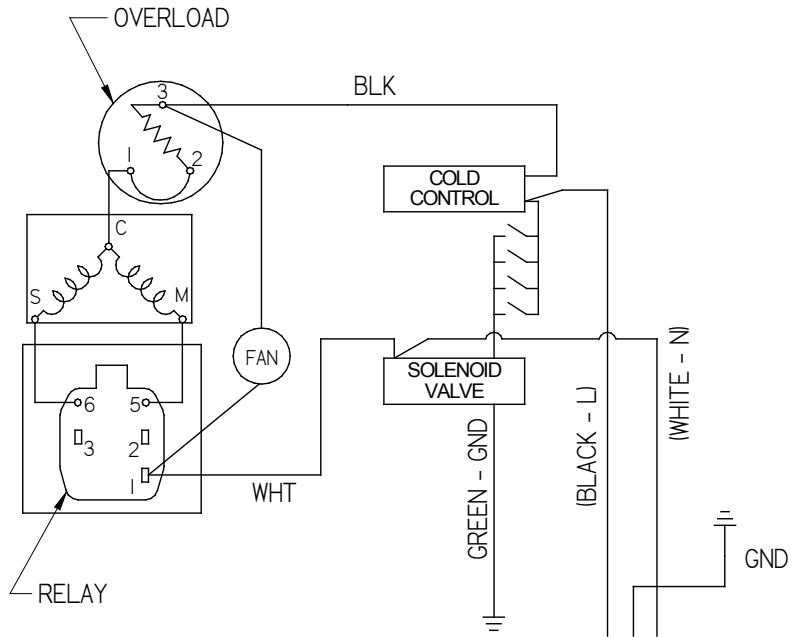 OVERLOAD
3
BLK
1
2
COLD
CONTROL
C
S
M
FAN
SOLENOID
VALVE
(WHITE - N)
6
5
3
2
1
WHT
GREEN - GND
(BLACK - L)
GND
RELAY